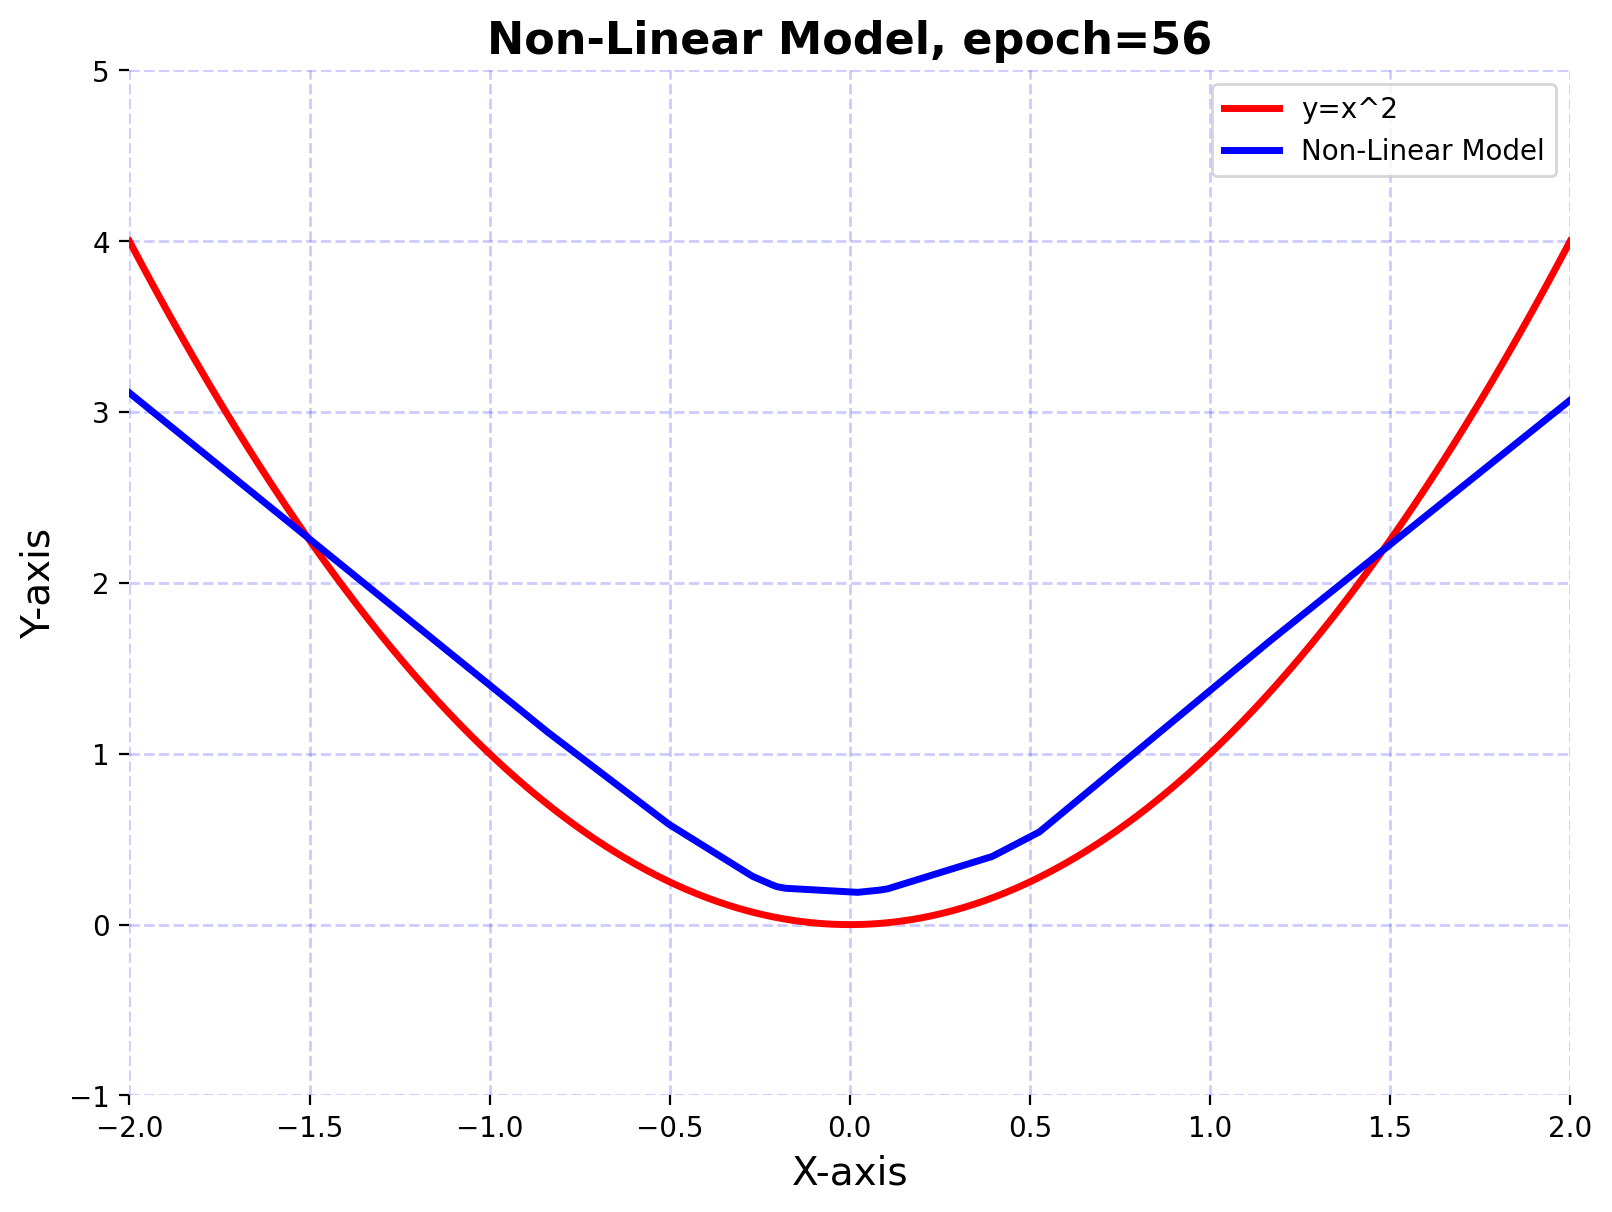 Non-Linear Model, epoch=56
5
y=x^2
Non-Linear Model
4
3
2
1
0
−1
Y-axis
−2.0 −1.5 −1.0 −0.5 0.0 0.5 1.0 1.5 2.0
X-axis